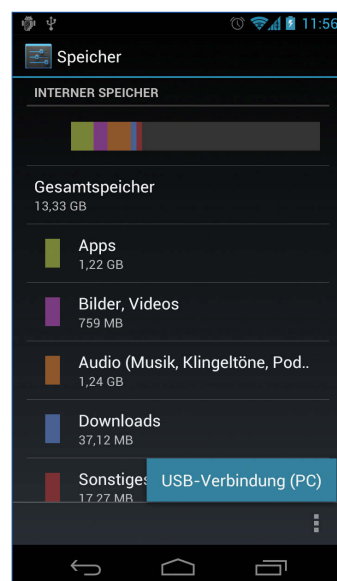 11:56
Speicher
INTERNER SPEICHER
Gesamtspeicher
13,33 GB
Apps
1,22 GB
Bilder, Videos
759 MB
Audio (Musik, Klingeltöne, Pod..
1,24 GB
Downloads
37,12 MB
Sonstiges
17,27 MB
USB-Verbindung (PC)